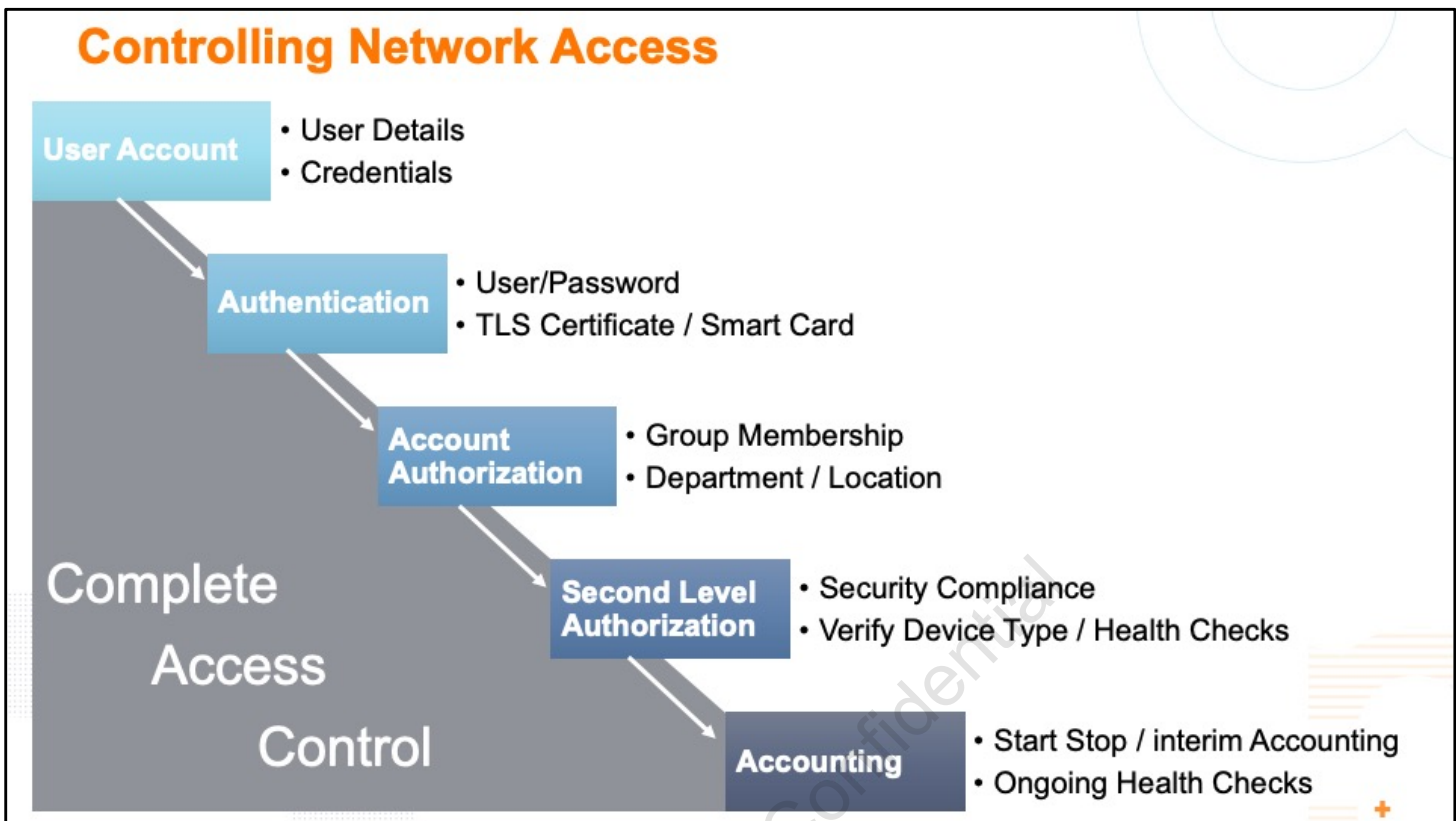 Controlling Network Access
User Account
• User Details
• Credentials
Authentication
• User/Password
• TLS Certificate / Smart Card
Account
Authorization
• Group Membership
• Department / Location
Second Level
Authorization
• Security Compliance
• Verify Device Type / Health Checks
Accounting
• Start Stop / interim Accounting
• Ongoing Health Checks
Complete
Access
Control
Confidential